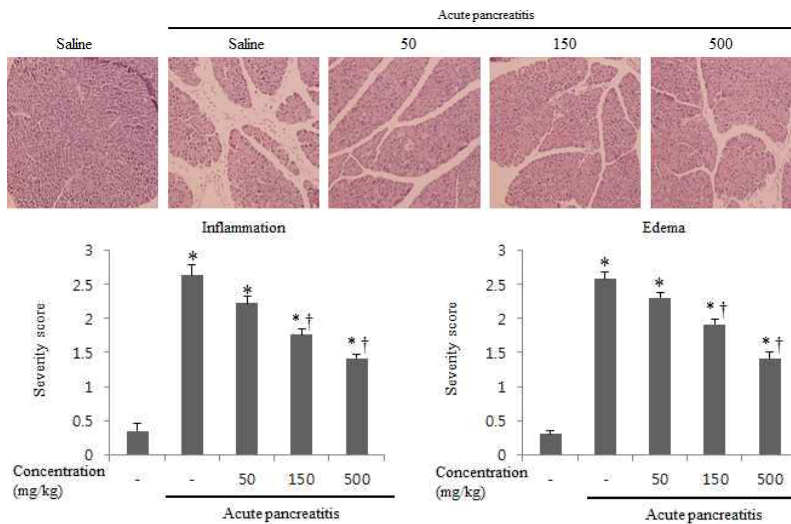 Acute pancreatitis
Saline Saline 50 150 500
Inflammation
Severity score
3
2.5
2
1.5
1
0.5
0
*
*
* †
* †
Concentration (mg/kg)
- - 50 150 500
Acute pancreatitis
Edema
Severity score
3
2.5
2
1.5
1
0.5
0
*
*
* †
* †
Concentration (mg/kg)
- - 50 150 500
Acute pancreatitis